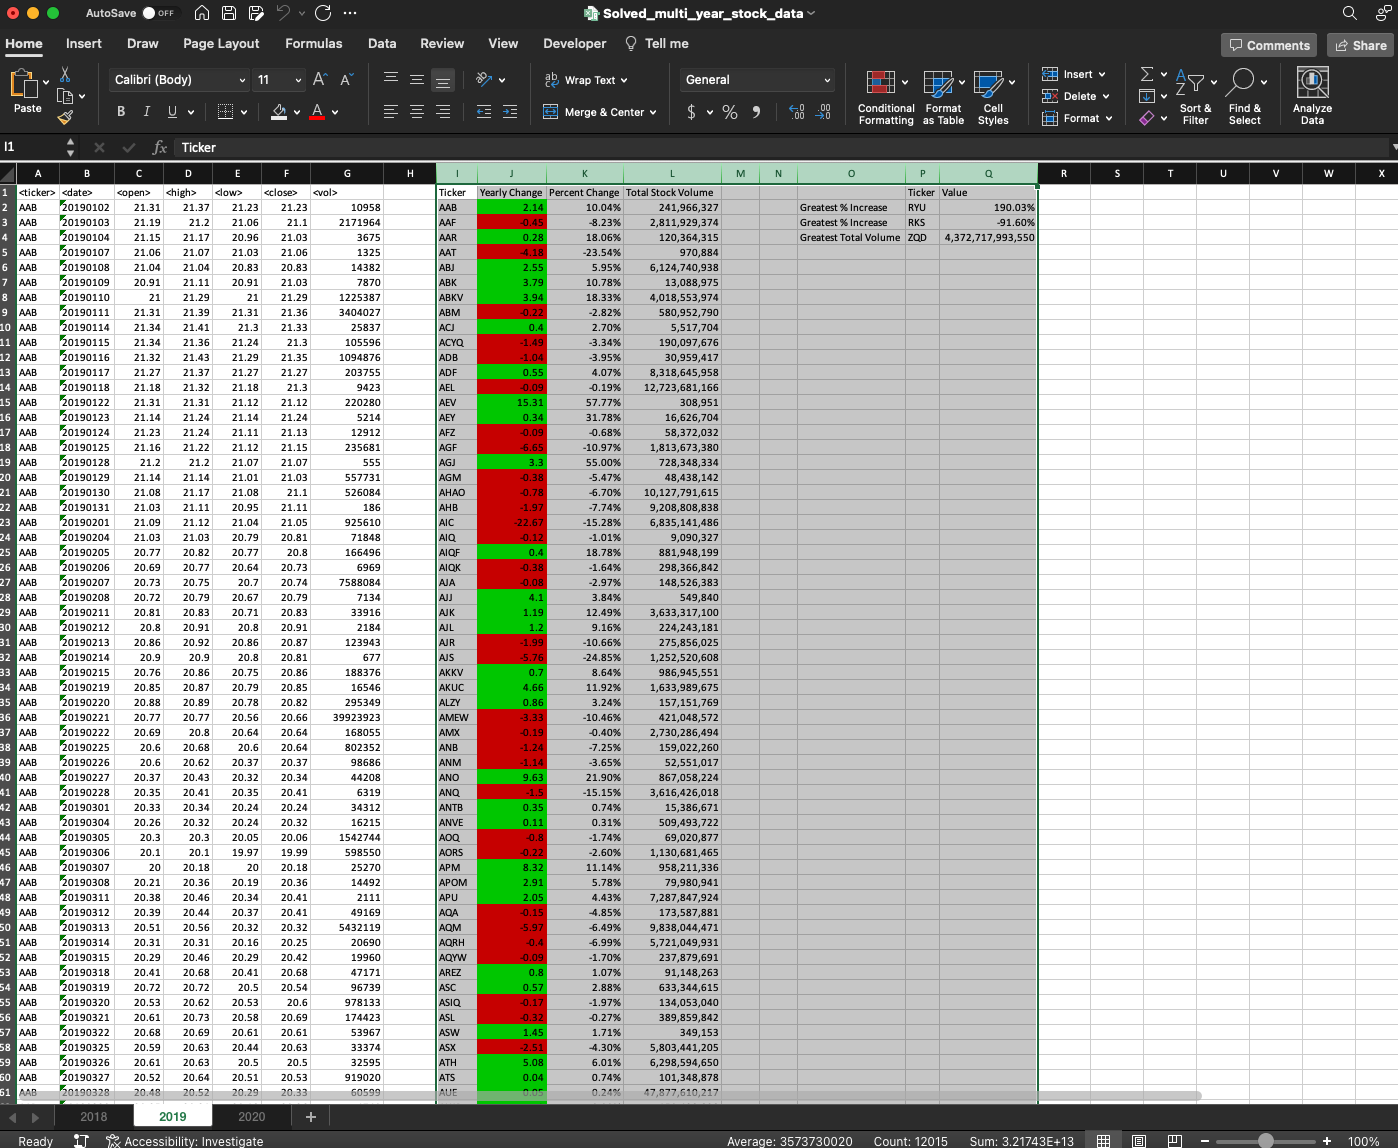 AutoSave OFF Solved_multi_year_stock_data
Home Insert Draw Page Layout Formulas Data Review View Developer Tell me Comments Share
Paste Calibri (Body) 11 Wrap Text General Conditional Formatting Format as Table Cell Styles Insert Sort & Filter Find & Select Analyze Data
Delete
B I U Merge & Center $ % Format
I1 fx Ticker
A B C D E F G H I J K L M N O P Q R S T U V W X
1 <ticker> <date> <open> <high> <low> <close> <vol> Ticker Yearly Change Percent Change Total Stock Volume Ticker Value
2 AAB 20190102 21.31 21.37 21.23 21.23 10958 AAB 2.14 10.04% 241,966,327 Greatest % Increase RYU 190.03%
3 AAB 20190103 21.19 21.2 21.06 21.1 2171964 AAF -0.45 -8.23% 2,811,929,374 Greatest % Increase RKS -91.60%
4 AAB 20190104 21.15 21.17 20.96 21.03 3675 AAR 0.28 18.06% 120,364,315 Greatest Total Volume ZQD 4,372,717,993,550
5 AAB 20190107 21.06 21.07 21.03 21.06 1325 AAT -4.18 -23.54% 970,884
6 AAB 20190108 21.04 21.04 20.83 20.83 14382 ABJ 2.55 5.95% 6,124,740,938
7 AAB 20190109 20.91 21.11 20.91 21.03 7870 ABK 3.79 10.78% 13,088,975
8 AAB 20190110 21 21.29 21 21.29 1225387 ABKV 3.94 18.33% 4,018,553,974
9 AAB 20190111 21.31 21.39 21.31 21.36 3404027 ABM -0.22 -2.82% 580,952,790
10 AAB 20190114 21.34 21.41 21.3 21.33 25837 ACJ 0.4 2.70% 5,517,704
11 AAB 20190115 21.34 21.36 21.24 21.3 105596 ACYQ -1.49 -3.34% 190,097,676
12 AAB 20190116 21.32 21.43 21.29 21.35 1094876 ADB -1.04 -3.95% 30,959,417
13 AAB 20190117 21.27 21.37 21.27 21.27 203755 ADF 0.55 4.07% 8,318,645,958
14 AAB 20190118 21.18 21.32 21.18 21.3 9423 AEL -0.09 -0.19% 12,723,681,166
15 AAB 20190122 21.31 21.31 21.12 21.12 220280 AEV 15.31 57.77% 308,951
16 AAB 20190123 21.14 21.24 21.14 21.24 5214 AEY 0.34 31.78% 16,626,704
17 AAB 20190124 21.23 21.24 21.11 21.13 12912 AFZ -0.09 -0.68% 58,372,032
18 AAB 20190125 21.16 21.22 21.12 21.15 235681 AGF -6.65 -10.97% 1,813,673,380
19 AAB 20190128 21.2 21.2 21.07 21.07 555 AGJ 3.3 55.00% 728,348,334
20 AAB 20190129 21.14 21.14 21.01 21.03 557731 AGM -0.38 -5.47% 48,438,142
21 AAB 20190130 21.08 21.17 21.08 21.1 526084 AHAO -0.78 -6.70% 10,127,791,615
22 AAB 20190131 21.03 21.11 20.95 21.11 186 AHB -1.97 -7.74% 9,208,808,838
23 AAB 20190201 21.09 21.12 21.04 21.05 925610 AIC -22.67 -15.28% 6,835,141,486
24 AAB 20190204 21.03 21.03 20.79 20.81 71848 AIQ -0.12 -1.01% 9,090,327
25 AAB 20190205 20.77 20.82 20.77 20.8 166496 AIQF 0.4 18.78% 881,948,199
26 AAB 20190206 20.69 20.77 20.64 20.73 6969 AIQK -0.38 -1.64% 298,366,842
27 AAB 20190207 20.73 20.75 20.7 20.74 7588084 AJA -0.08 -2.97% 148,526,383
28 AAB 20190208 20.72 20.79 20.67 20.79 7134 AJJ 4.1 3.84% 549,840
29 AAB 20190211 20.81 20.83 20.71 20.83 33916 AJK 1.19 12.49% 3,633,317,100
30 AAB 20190212 20.8 20.91 20.8 20.91 2184 AJL 1.2 9.16% 224,243,181
31 AAB 20190213 20.86 20.92 20.86 20.87 123943 AJR -1.99 -10.66% 275,856,025
32 AAB 20190214 20.9 20.9 20.8 20.81 677 AJS -5.76 -24.85% 1,252,520,608
33 AAB 20190215 20.76 20.86 20.75 20.86 188376 AKKV 0.7 8.64% 986,945,551
34 AAB 20190219 20.85 20.87 20.79 20.85 16546 AKUC 4.66 11.92% 1,633,989,675
35 AAB 20190220 20.88 20.89 20.78 20.82 295349 ALZY 0.86 3.24% 157,151,769
36 AAB 20190221 20.77 20.77 20.56 20.66 39923923 AMEW -3.33 -10.46% 421,048,572
37 AAB 20190222 20.69 20.8 20.64 20.64 168055 AMX -0.19 -0.40% 2,730,286,494
38 AAB 20190225 20.6 20.68 20.6 20.64 802352 ANB -1.24 -7.25% 159,022,260
39 AAB 20190226 20.6 20.62 20.37 20.37 98686 ANM -1.14 -3.65% 52,551,017
40 AAB 20190227 20.37 20.43 20.32 20.34 44208 ANO 9.63 21.90% 867,058,224
41 AAB 20190228 20.35 20.41 20.35 20.41 6319 ANQ -1.5 -15.15% 3,616,426,018
42 AAB 20190301 20.33 20.34 20.24 20.24 34312 ANTB 0.35 0.74% 15,386,671
43 AAB 20190304 20.26 20.32 20.24 20.32 16215 ANVE 0.11 0.31% 509,493,722
44 AAB 20190305 20.3 20.3 20.05 20.06 1542744 AOQ -0.8 -1.74% 69,020,877
45 AAB 20190306 20.1 20.1 19.97 19.99 598550 AORS -0.22 -2.60% 1,130,681,465
46 AAB 20190307 20 20.18 20 20.18 25270 APM 8.32 11.14% 958,211,336
47 AAB 20190308 20.21 20.36 20.19 20.36 14492 APOM 2.91 5.78% 79,980,941
48 AAB 20190311 20.38 20.46 20.34 20.41 2111 APU 2.05 4.43% 7,287,847,924
49 AAB 20190312 20.39 20.44 20.37 20.41 49169 AQA -0.15 -4.85% 173,587,881
50 AAB 20190313 20.51 20.56 20.32 20.32 5432119 AQM -5.97 -6.49% 9,838,044,471
51 AAB 20190314 20.31 20.31 20.16 20.25 20690 AQRH -0.4 -6.99% 5,721,049,931
52 AAB 20190315 20.29 20.46 20.29 20.42 19960 AQYW -0.09 -1.70% 237,879,691
53 AAB 20190318 20.41 20.68 20.41 20.68 47171 AREZ 0.8 1.07% 91,148,263
54 AAB 20190319 20.72 20.72 20.5 20.54 96739 ASC 0.57 2.88% 633,344,615
55 AAB 20190320 20.53 20.62 20.53 20.6 978133 ASIQ -0.17 -1.97% 134,053,040
56 AAB 20190321 20.61 20.73 20.58 20.69 174423 ASL -0.32 -0.27% 389,859,842
57 AAB 20190322 20.68 20.69 20.61 20.61 53967 ASW 1.45 1.71% 349,153
58 AAB 20190325 20.59 20.63 20.44 20.63 33374 ASX -2.51 -4.30% 5,803,441,205
59 AAB 20190326 20.61 20.63 20.5 20.5 32595 ATH 5.08 6.01% 6,298,594,650
60 AAB 20190327 20.52 20.64 20.51 20.53 919020 ATS 0.04 0.74% 101,348,878
61 AAB 20190328 20.48 20.52 20.29 20.33 60599 AUE 0.05 0.24% 47,877,610,217
2018 2019 2020 +
Ready Accessibility: Investigate Average: 3573730020 Count: 12015 Sum: 3.21743E+13 100%